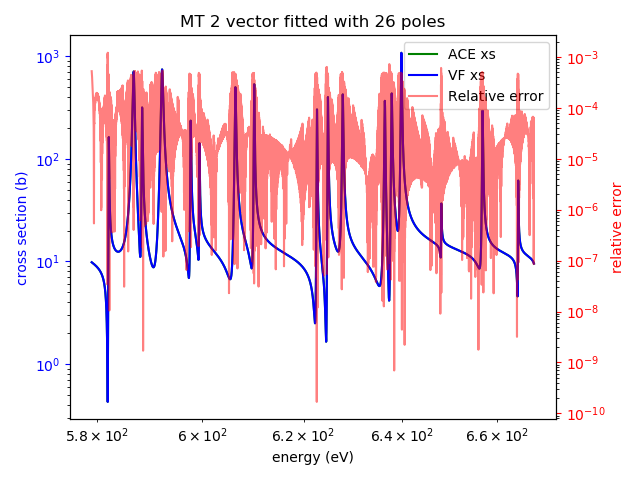 MT 2 vector fitted with 26 poles
ACE xs
VF xs
Relative error
cross section (b)
10³
10²
10¹
10⁰
relative error
10⁻³
10⁻⁴
10⁻⁵
10⁻⁶
10⁻⁷
10⁻⁸
10⁻⁹
10⁻¹⁰
5.8 × 10² 6 × 10² 6.2 × 10² 6.4 × 10² 6.6 × 10²
energy (eV)